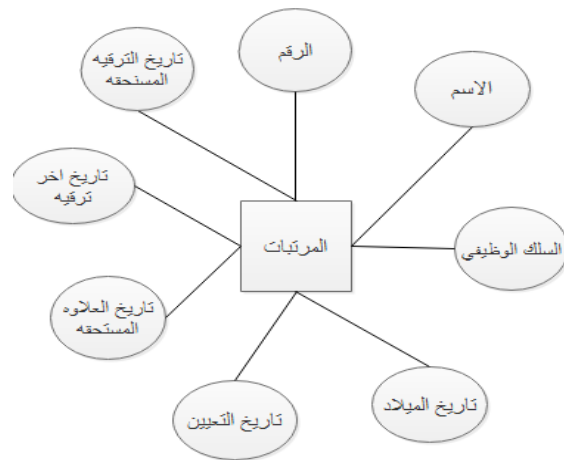 تاريخ الترقيه
المستحقه
الرقم
الاسم
تاريخ اخر
ترقيه
المرتبات
السلك الوظيفي
تاريخ العلاوه
المستحقه
تاريخ التعيين
تاريخ الميلاد